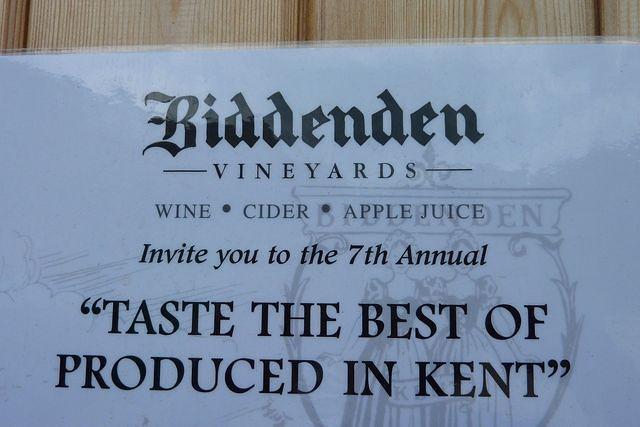 Biddenden
VINEYARDS
WINE • CIDER • APPLE JUICE
BIDDENDEN
Invite you to the 7th Annual
“TASTE THE BEST OF
PRODUCED IN KENT”